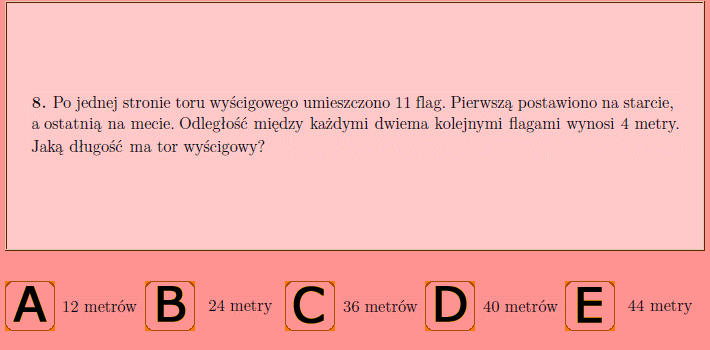 8. Po jednej stronie toru wyścigowego umieszczono 11 flag. Pierwszą postawiono na starcie,
a ostatnią na mecie. Odległość między każdymi dwiema kolejnymi flagami wynosi 4 metry.
Jaką długość ma tor wyścigowy?
A 12 metrów B 24 metry C 36 metrów D 40 metrów E 44 metry